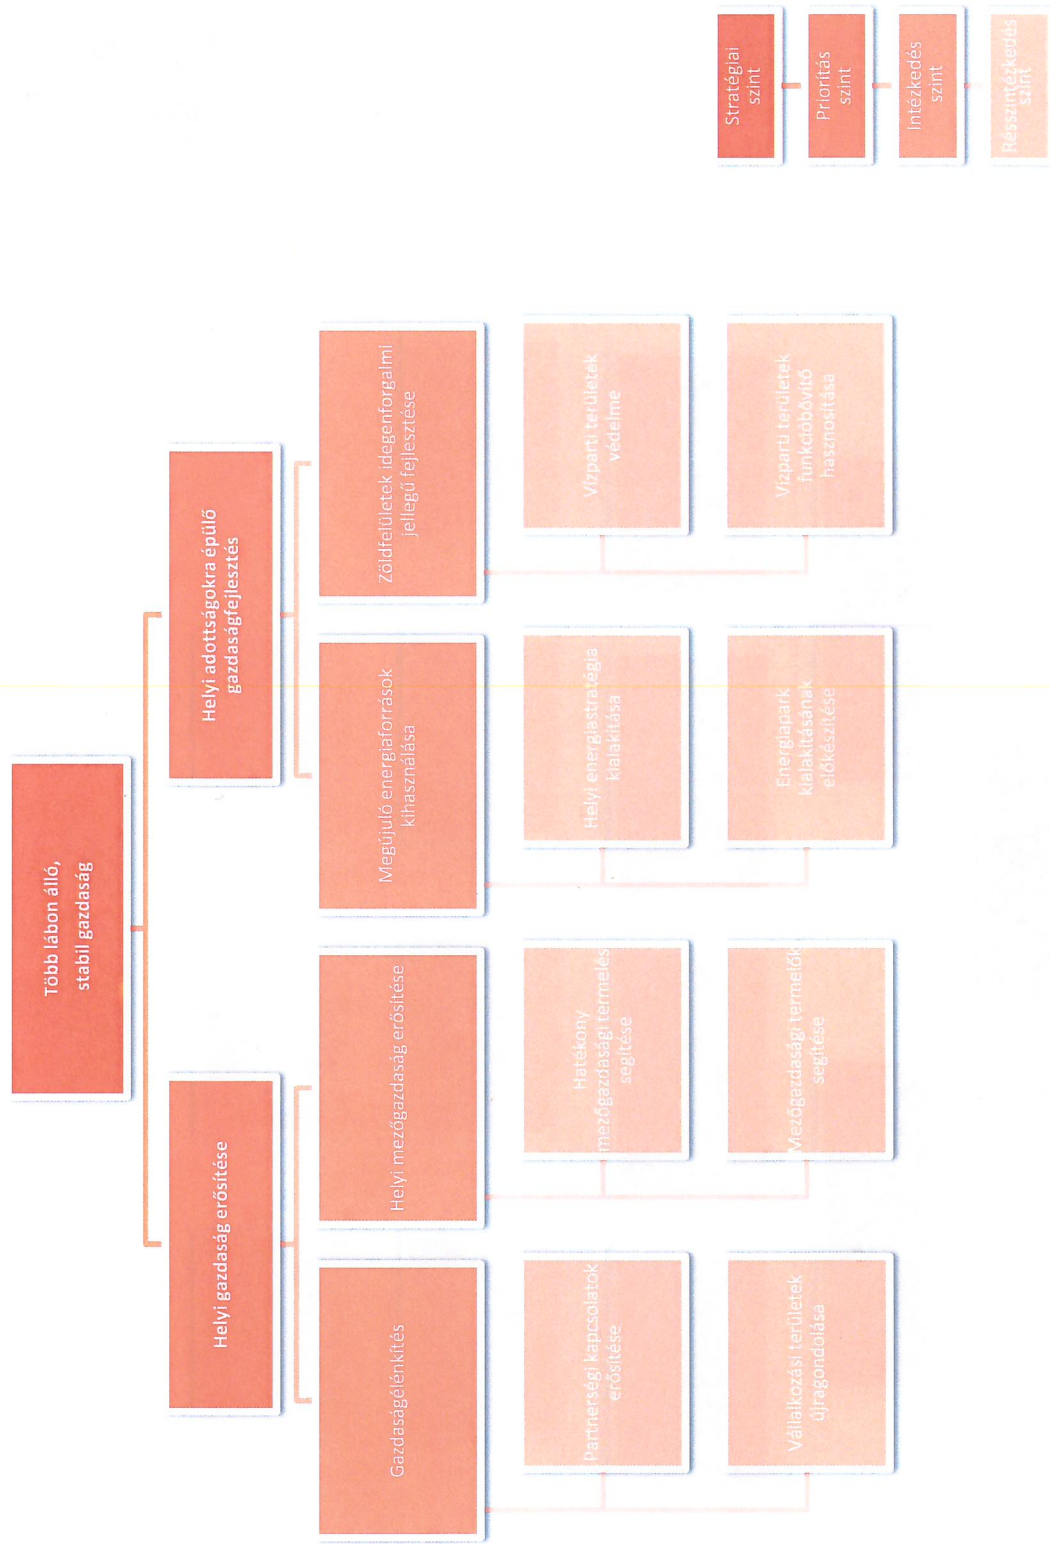 Több lábon álló,
stabil gazdaság
Helyi gazdaság erősítése
Helyi adottságokra épülő
gazdaságfejlesztés
Gazdaságélénkítés
Helyi mezőgazdaság erősítése
Megújuló energiaforrások
kihasználása
Zöldfelületek idegenforgalmi
jellegű fejlesztése
Partnerségi kapcsolatok
erősítése
Hatékony
mezőgazdasági termelés
segítése
Helyi energiastratégia
kialakítása
Vízparti területek
védelme
Vállalkozási területek
újragondolása
Mezőgazdasági termelők
segítése
Energiapark
kialakításának
előkészítése
Vízparti területek
funkcióbővítő
hasznosítása
Stratégiai
szint
Prioritás
szint
Intézkedés
szint
Részintézkedés
szint